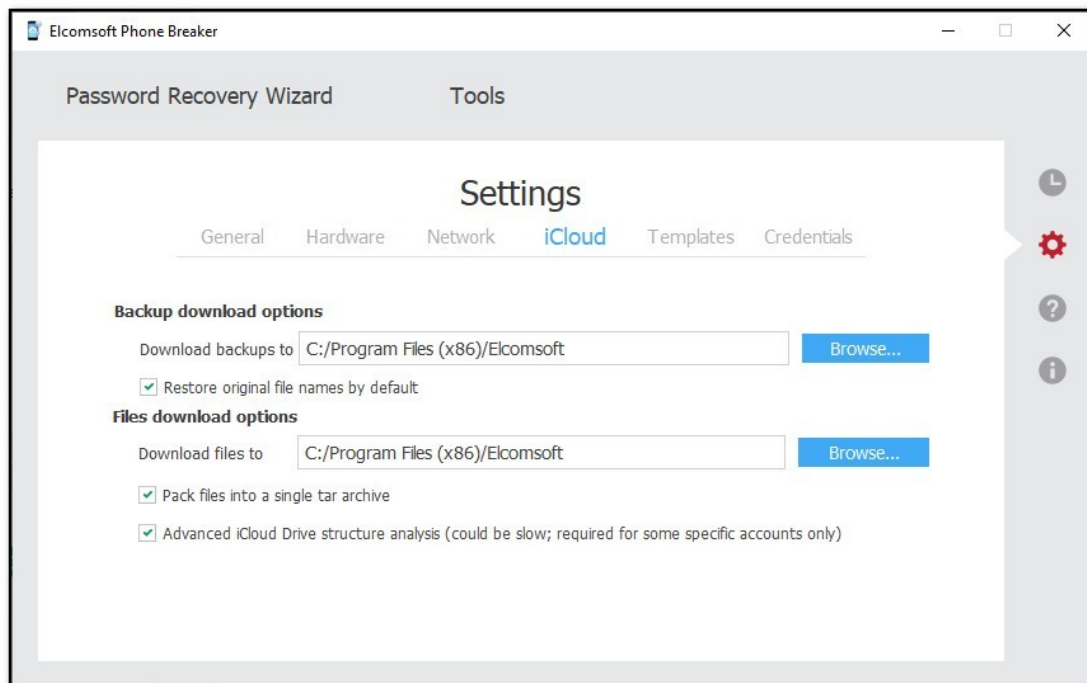 Elcomsoft Phone Breaker
Password Recovery Wizard Tools
Settings
General Hardware Network iCloud Templates Credentials
Backup download options
Download backups to C:/Program Files (x86)/Elcomsoft Browse...
Restore original file names by default
Files download options
Download files to C:/Program Files (x86)/Elcomsoft Browse...
Pack files into a single tar archive
Advanced iCloud Drive structure analysis (could be slow; required for some specific accounts only)